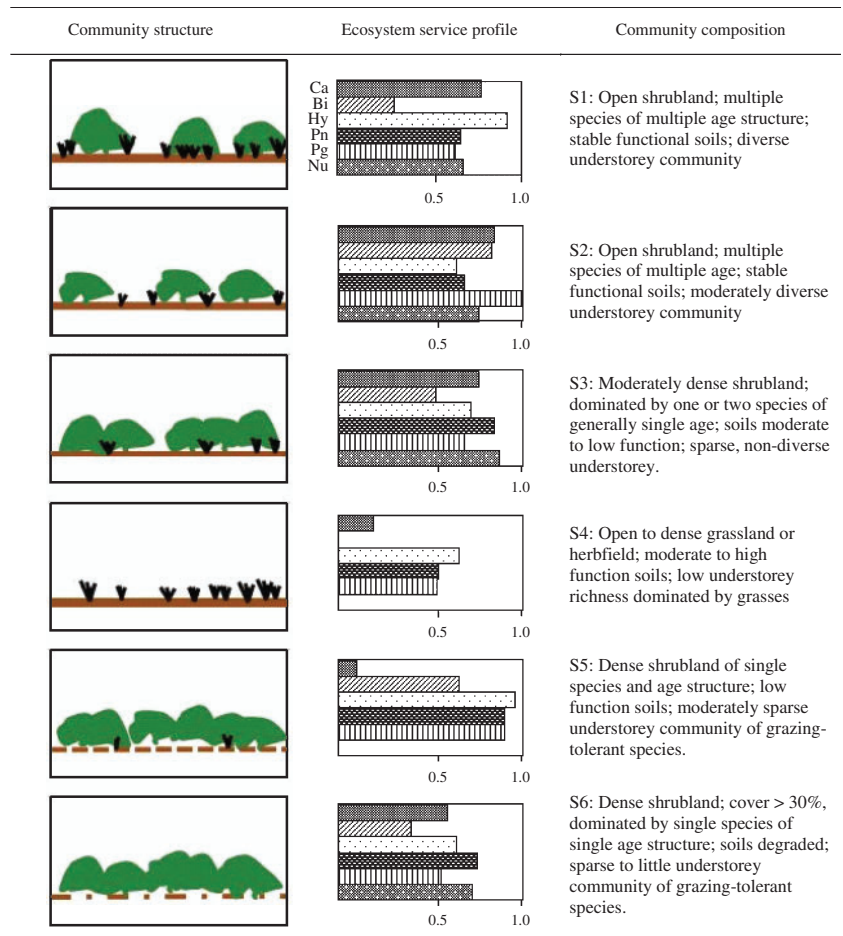 Community structure
Ecosystem service profile
Community composition
Ca
Bi
Hy
Pn
Pg
Nu
0.5
1.0
S1: Open shrubland; multiple
species of multiple age structure;
stable functional soils; diverse
understorey community
0.5
1.0
S2: Open shrubland; multiple
species of multiple age; stable
functional soils; moderately diverse
understorey community
0.5
1.0
S3: Moderately dense shrubland;
dominated by one or two species of
generally single age; soils moderate
to low function; sparse, non-diverse
understorey.
0.5
1.0
S4: Open to dense grassland or
herbfield; moderate to high
function soils; low understorey
richness dominated by grasses
0.5
1.0
S5: Dense shrubland of single
species and age structure; low
function soils; moderately sparse
understorey community of grazing-
tolerant species.
0.5
1.0
S6: Dense shrubland; cover > 30%,
dominated by single species of
single age structure; soils degraded;
sparse to little understorey
community of grazing-tolerant
species.
0.5
1.0